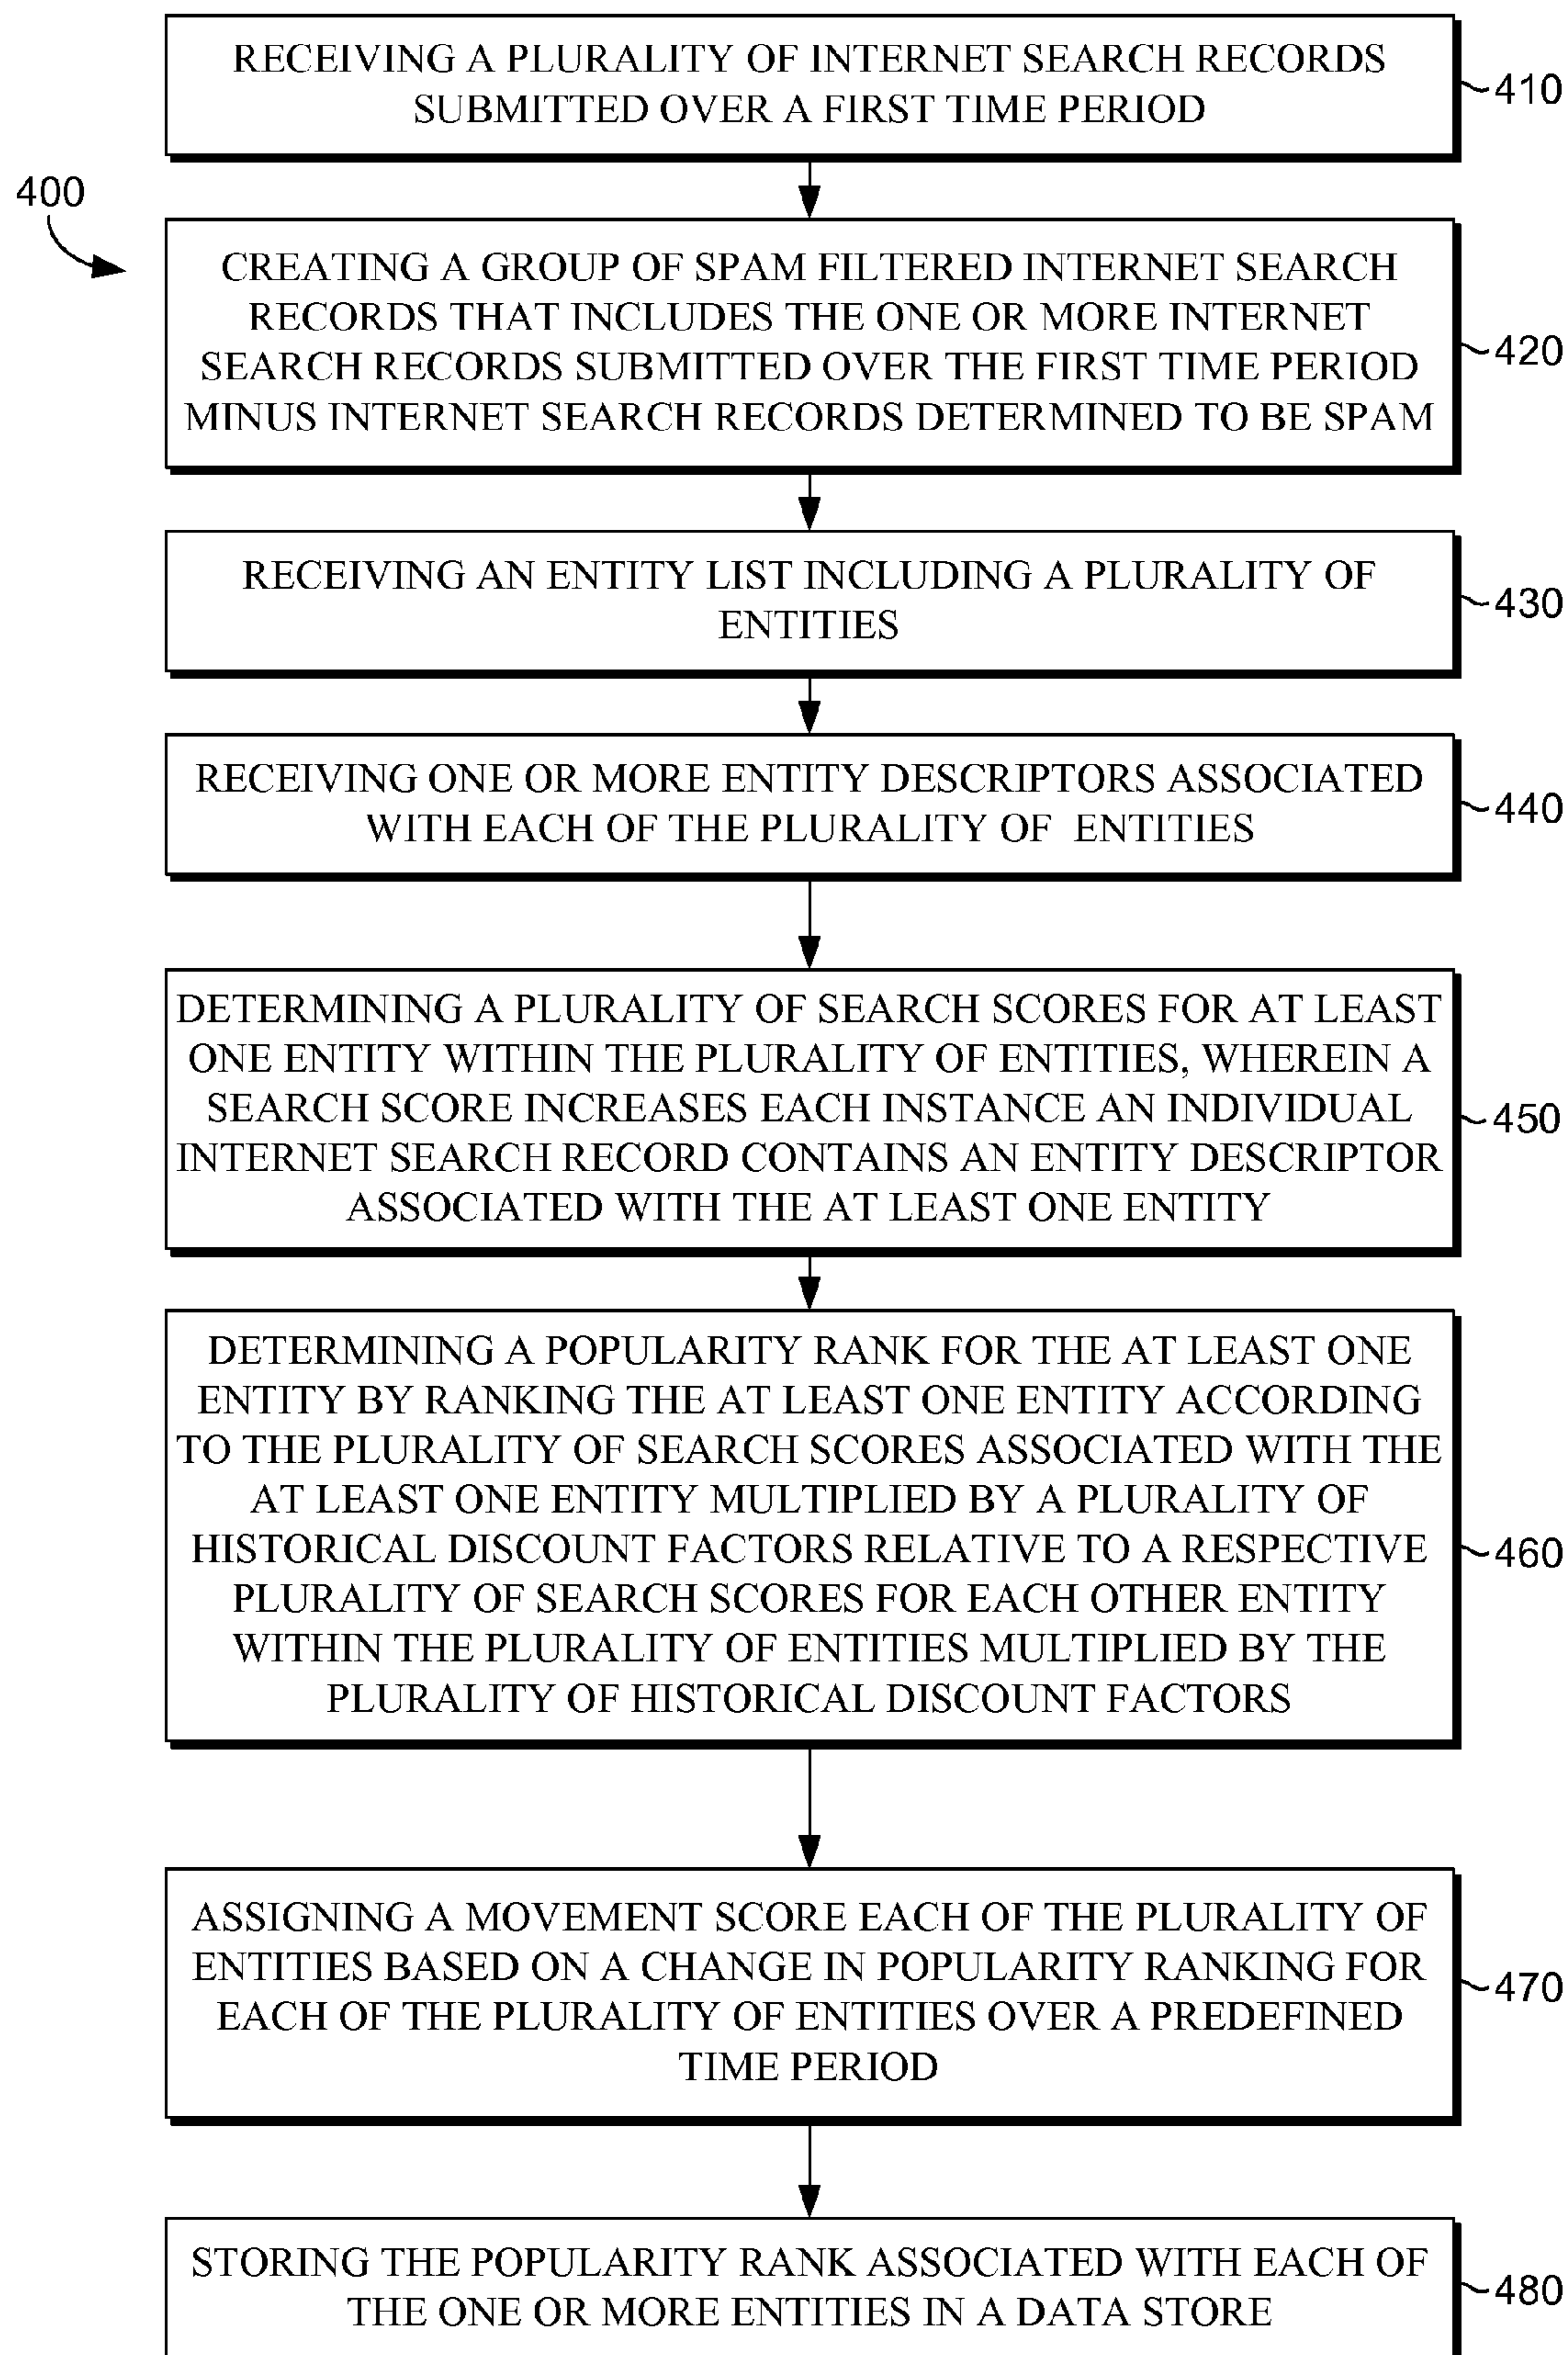 RECEIVING A PLURALITY OF INTERNET SEARCH RECORDS
SUBMITTED OVER A FIRST TIME PERIOD
410
400
CREATING A GROUP OF SPAM FILTERED INTERNET SEARCH
RECORDS THAT INCLUDES THE ONE OR MORE INTERNET
SEARCH RECORDS SUBMITTED OVER THE FIRST TIME PERIOD
MINUS INTERNET SEARCH RECORDS DETERMINED TO BE SPAM
420
RECEIVING AN ENTITY LIST INCLUDING A PLURALITY OF
ENTITIES
430
RECEIVING ONE OR MORE ENTITY DESCRIPTORS ASSOCIATED
WITH EACH OF THE PLURALITY OF ENTITIES
440
DETERMINING A PLURALITY OF SEARCH SCORES FOR AT LEAST
ONE ENTITY WITHIN THE PLURALITY OF ENTITIES, WHEREIN A
SEARCH SCORE INCREASES EACH INSTANCE AN INDIVIDUAL
INTERNET SEARCH RECORD CONTAINS AN ENTITY DESCRIPTOR
ASSOCIATED WITH THE AT LEAST ONE ENTITY
450
DETERMINING A POPULARITY RANK FOR THE AT LEAST ONE
ENTITY BY RANKING THE AT LEAST ONE ENTITY ACCORDING
TO THE PLURALITY OF SEARCH SCORES ASSOCIATED WITH THE
AT LEAST ONE ENTITY MULTIPLIED BY A PLURALITY OF
HISTORICAL DISCOUNT FACTORS RELATIVE TO A RESPECTIVE
PLURALITY OF SEARCH SCORES FOR EACH OTHER ENTITY
WITHIN THE PLURALITY OF ENTITIES MULTIPLIED BY THE
PLURALITY OF HISTORICAL DISCOUNT FACTORS
460
ASSIGNING A MOVEMENT SCORE EACH OF THE PLURALITY OF
ENTITIES BASED ON A CHANGE IN POPULARITY RANKING FOR
EACH OF THE PLURALITY OF ENTITIES OVER A PREDEFINED
TIME PERIOD
470
STORING THE POPULARITY RANK ASSOCIATED WITH EACH OF
THE ONE OR MORE ENTITIES IN A DATA STORE
480